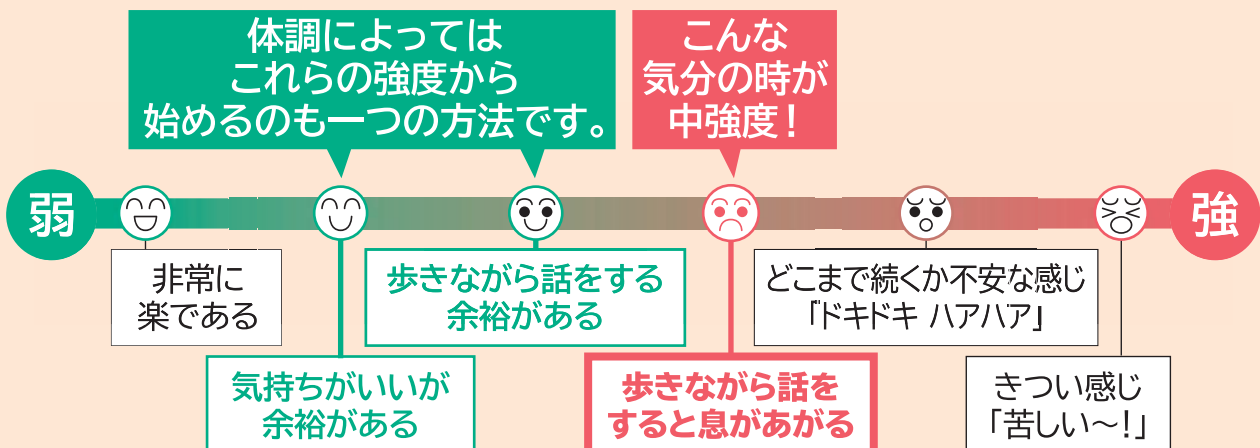 体調によっては
これらの強度から
始めるのも一つの方法です。
こんな
気分の時が
中強度！
弱
強
非常に
楽である
気持ちがいいが
余裕がある
歩きながら話をする
余裕がある
歩きながら話を
すると息があがる
どこまで続くか不安な感じ
「ドキドキ ハアハア」
きつい感じ
「苦しい～！」